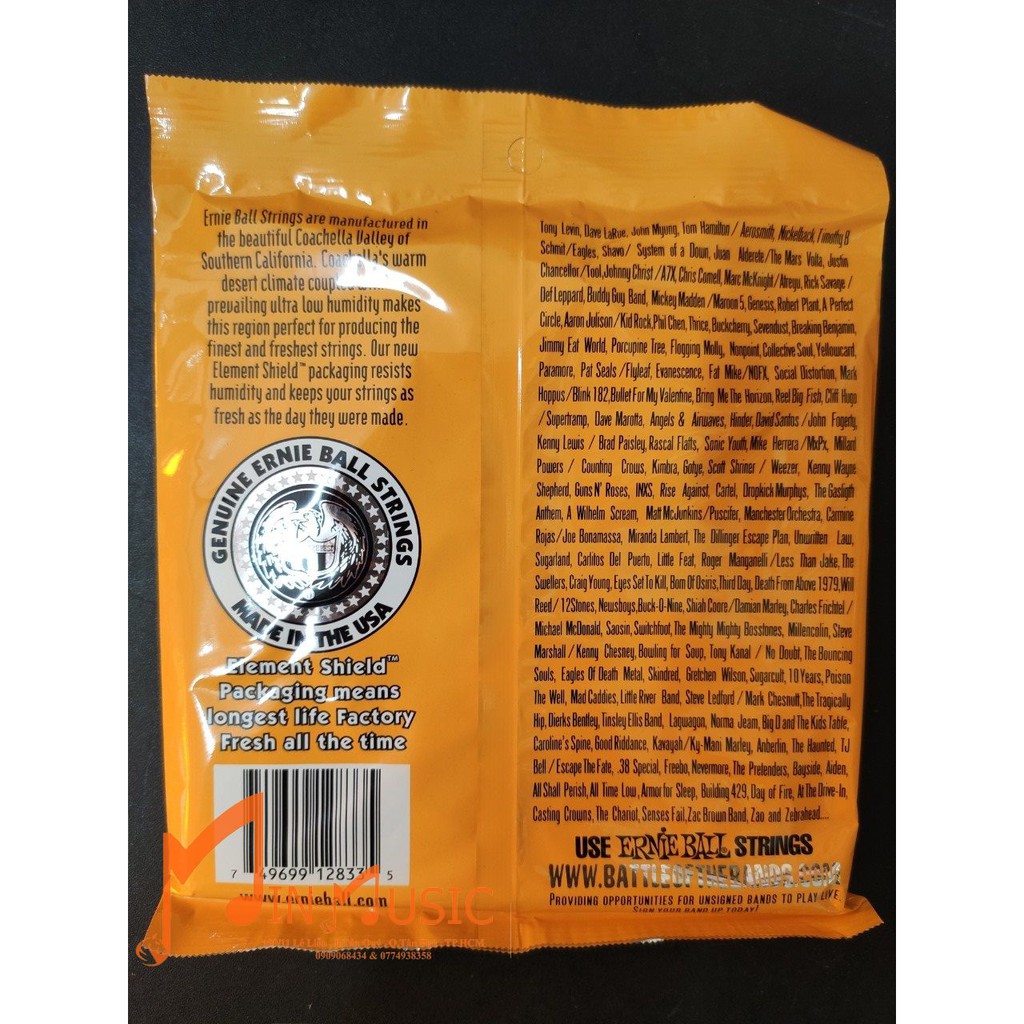 Ernie Ball Strings are manufactured in
the beautiful Coachella Valley of
Southern California. Coachella's warm
desert climate coupled
prevailing ultra low humidity makes
this region perfect for producing the
finest and freshest strings. Our new
Element Shield™ packaging resists
humidity and keeps your strings as
fresh as the day they were made.
GENUINE ERNIE BALL STRINGS
MADE IN THE USA
Element Shield™
Packaging means
longest life Factory
Fresh all the time
7 49699 12833 5
www.ernieball.com
Tony Levin, Dave LaRue, John Myung, Tom Hamilton / Aerosmith, Nickelback, Timothy B
Schmit/Eagles, Shavo / System of a Down, Juan Alderete/The Mars Volta, Justin
Chancellor/Tool, Johnny Christ / A7X, Chris Cornell, Marc McKnight/Atreyu, Rick Savage /
Def Leppard, Buddy Guy Band, Mickey Madden / Maroon 5, Genesis, Robert Plant, A Perfect
Circle, Aaron Julison / Kid Rock, Phil Chen, Thrice, Buckcherry, Sevendust, Breaking Benjamin,
Jimmy Eat World, Porcupine Tree, Flogging Molly, Nonpoint, Collective Soul, Yellowcard,
Paramore, Pat Seals /Flyleaf, Evanescence, Fat Mike/NOFX, Social Distortion, Mark
Hoppus/Blink 182, Bullet For My Valentine, Bring Me The Horizon, Reel Big Fish, Cliff Hugo
/ Supertramp, Dave Marotta, Angels & Airwaves, Hinder, David Santos / John Fogerty,
Kenny Lewis / Brad Paisley, Rascal Flatts, Sonic Youth, Mike Herrera / MxPx, Millard
Powers / Counting Crows, Kimbra, Gotye, Scott Shriner / Weezer, Kenny Wayne
Shepherd, Guns N' Roses, INXS, Rise Against, Cartel, Dropkick Murphys, The Gasligth
Anthem, A Wilhelm Scream, Matt McJunkins/Puscifer, Manchester Orchestra, Carmine
Rojas/Joe Bonamassa, Miranda Lambert, The Dillinger Escape Plan, Unwritten Law,
Sugarland, Carlitos Del Puerto, Little Feat, Roger Manganelli/Less Than Jake, The
Swellers, Craig Young, Eyes Set To Kill, Born Of Osiris, Third Day, Death From Above 1979, Will
Reed / 12Stones, Newsboys, Buck-O-Nine, Shiah Coore/Damian Marley, Charles Frichtel /
Michael McDonald, Saosin, Switchfoot, The Mighty Mighty Bosstones, Millencolin, Steve
Marshall / Kenny Chesney, Bowling for Soup, Tony Kanal / No Doubt, The Bouncing
Souls, Eagles Of Death Metal, Skindred, Gretchen Wilson, Sugarcult, 10 Years, Poison
The Well, Mad Caddies, Little River Band, Steve Ledford / Mark Chesnutt, The Tragically
Hip, Dierks Bentley, Tinsley Ellis Band, Lagwagon, Norma Jeam, Big D and The Kids Table,
Caroline's Spine, Good Riddance, Kavayah/Ky-Mani Marley, Anberlin, The Haunted, TJ
Bell / Escape The Fate, .38 Special, Freebo, Nevermore, The Pretenders, Bayside, Aiden,
All Shall Perish, All Time Low, Armor for Sleep, Building 429, Day of Fire, At The Drive-In,
Casting Crowns, The Chariot, Senses Fail, Zac Brown Band, Zao and Zebrahead....
USE ERNIE BALL STRINGS
WWW.BATTLEOFTHEBANDS.COM
PROVIDING OPPORTUNITIES FOR UNSIGNED BANDS TO PLAY LIVE
SIGN YOUR BAND UP TODAY!
MIN MUSIC
0909068434 & 0774938358